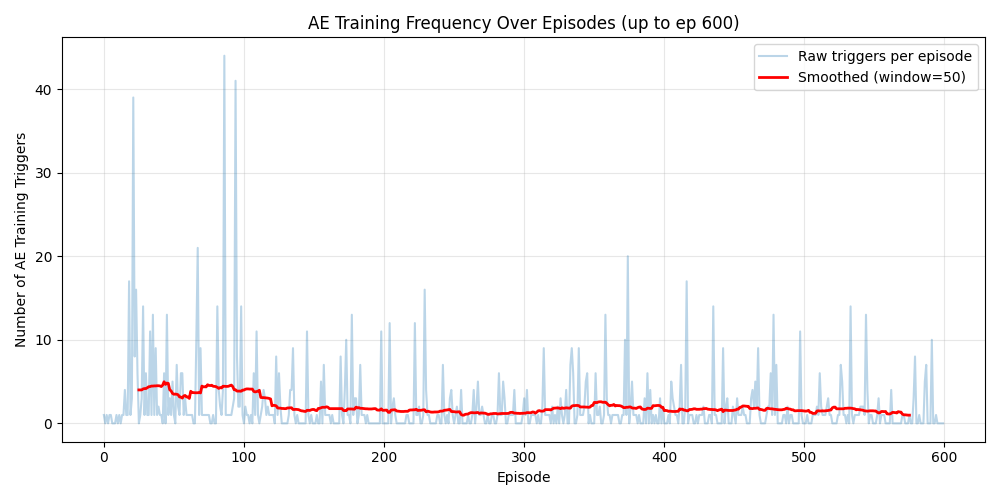 AE Training Frequency Over Episodes (up to ep 600)
Raw triggers per episode
Smoothed (window=50)
Number of AE Training Triggers
40
30
20
10
0
0
100
200
300
400
500
600
Episode